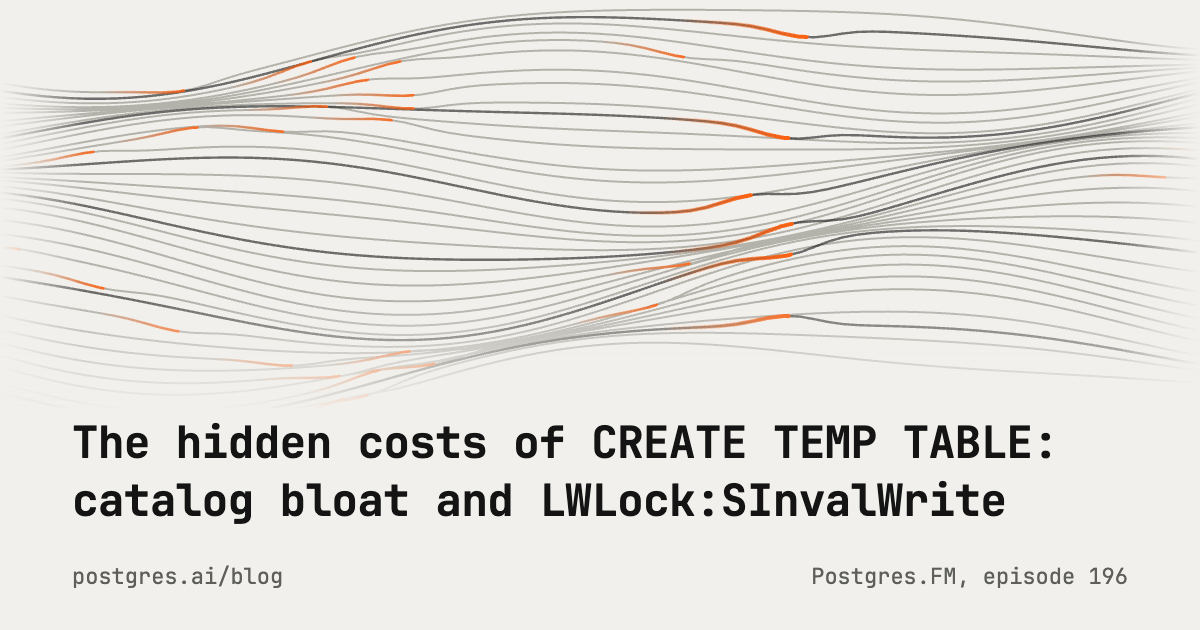 The hidden costs of CREATE TEMP TABLE:
catalog bloat and LWLock:SInvalWrite
postgres.ai/blog
Postgres.FM, episode 196